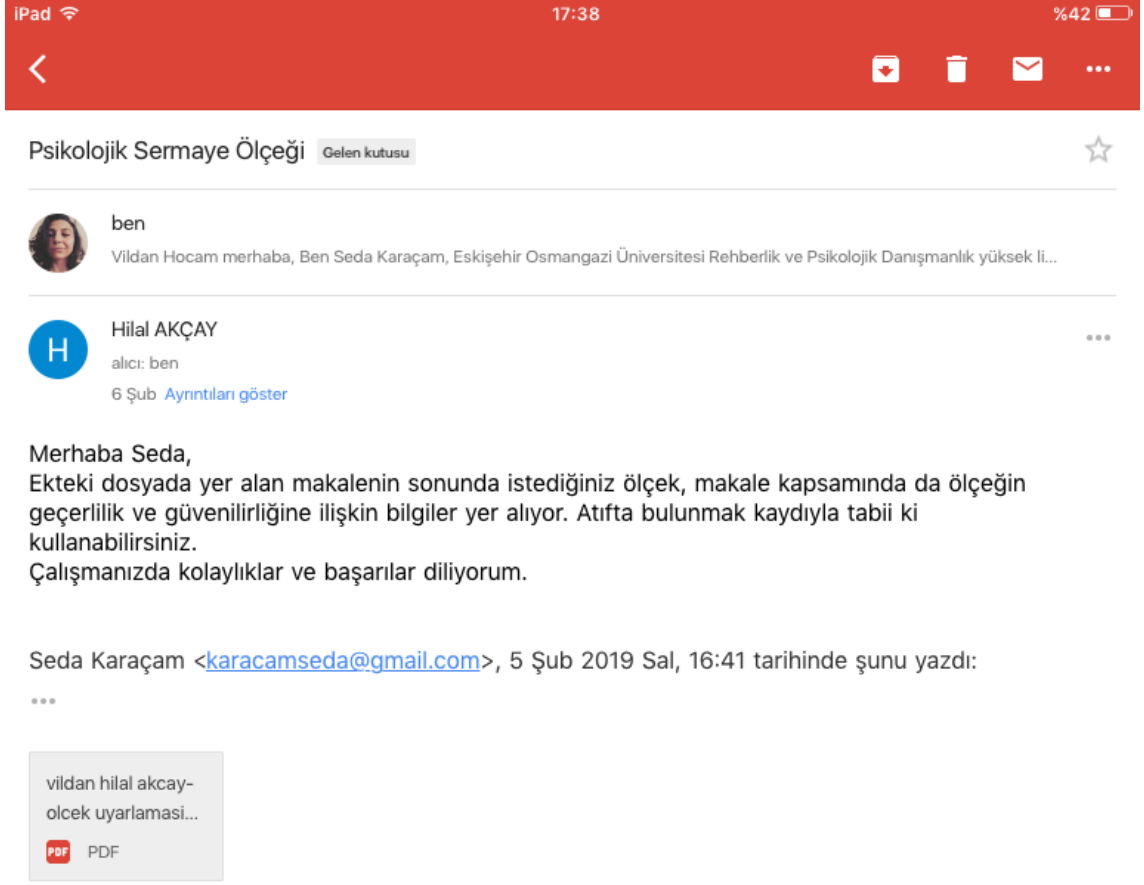 iPad 17:38 %42
Psikolojik Sermaye Ölçeği Gelen kutusu
ben
Vildan Hocam merhaba, Ben Seda Karaçam, Eskişehir Osmangazi Üniversitesi Rehberlik ve Psikolojik Danışmanlık yüksek li...
H
Hilal AKÇAY
alıcı: ben
6 Şub Ayrıntıları göster
Merhaba Seda,
Ekteki dosyada yer alan makalenin sonunda istediğiniz ölçek, makale kapsamında da ölçeğin
geçerlilik ve güvenilirliğine ilişkin bilgiler yer alıyor. Atıfta bulunmak kaydıyla tabii ki
kullanabilirsiniz.
Çalışmanızda kolaylıklar ve başarılar diliyorum.
Seda Karaçam <karacamseda@gmail.com>, 5 Şub 2019 Sal, 16:41 tarihinde şunu yazdı:
vildan hilal akcay-
olcek uyarlamasi...
PDF PDF